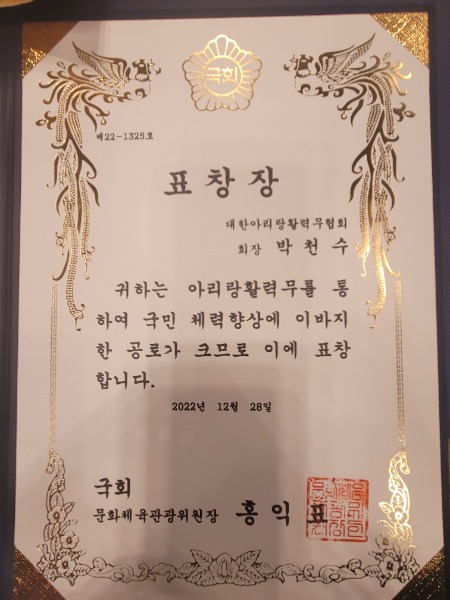 국회
제22-1325호
표창장
대한아리랑활력무협회
회장 박천수
귀하는 아리랑활력무를 통
하여 국민 체력향상에 이바지
한 공로가 크므로 이에 표창
합니다.
2022년 12월 28일
국회
문화체육관광위원장 홍익표